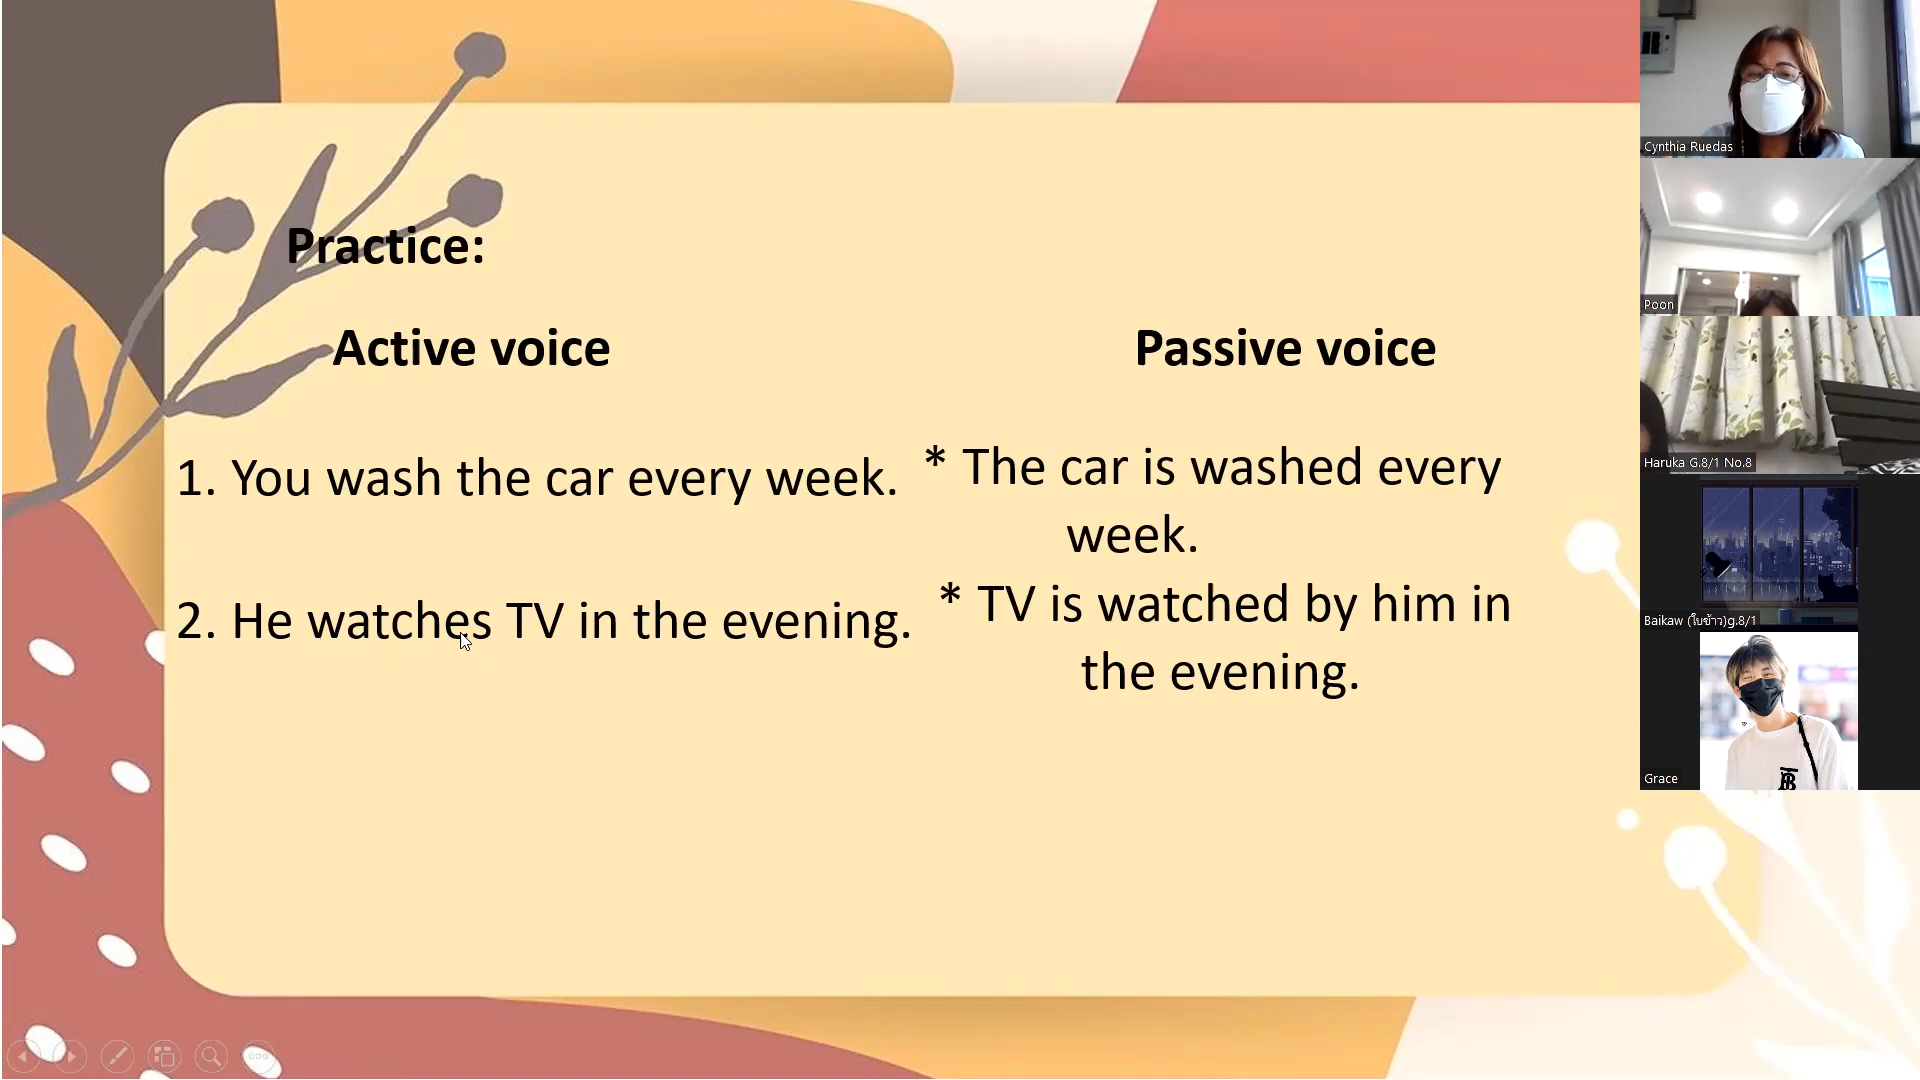 Practice:
Active voice
Passive voice
1. You wash the car every week.
* The car is washed every
week.
2. He watches TV in the evening.
* TV is watched by him in
the evening.
Cynthia Ruedas
Poon
Haruka G.8/1 No.8
Baikaw (ใบข้าว)g.8/1
Grace